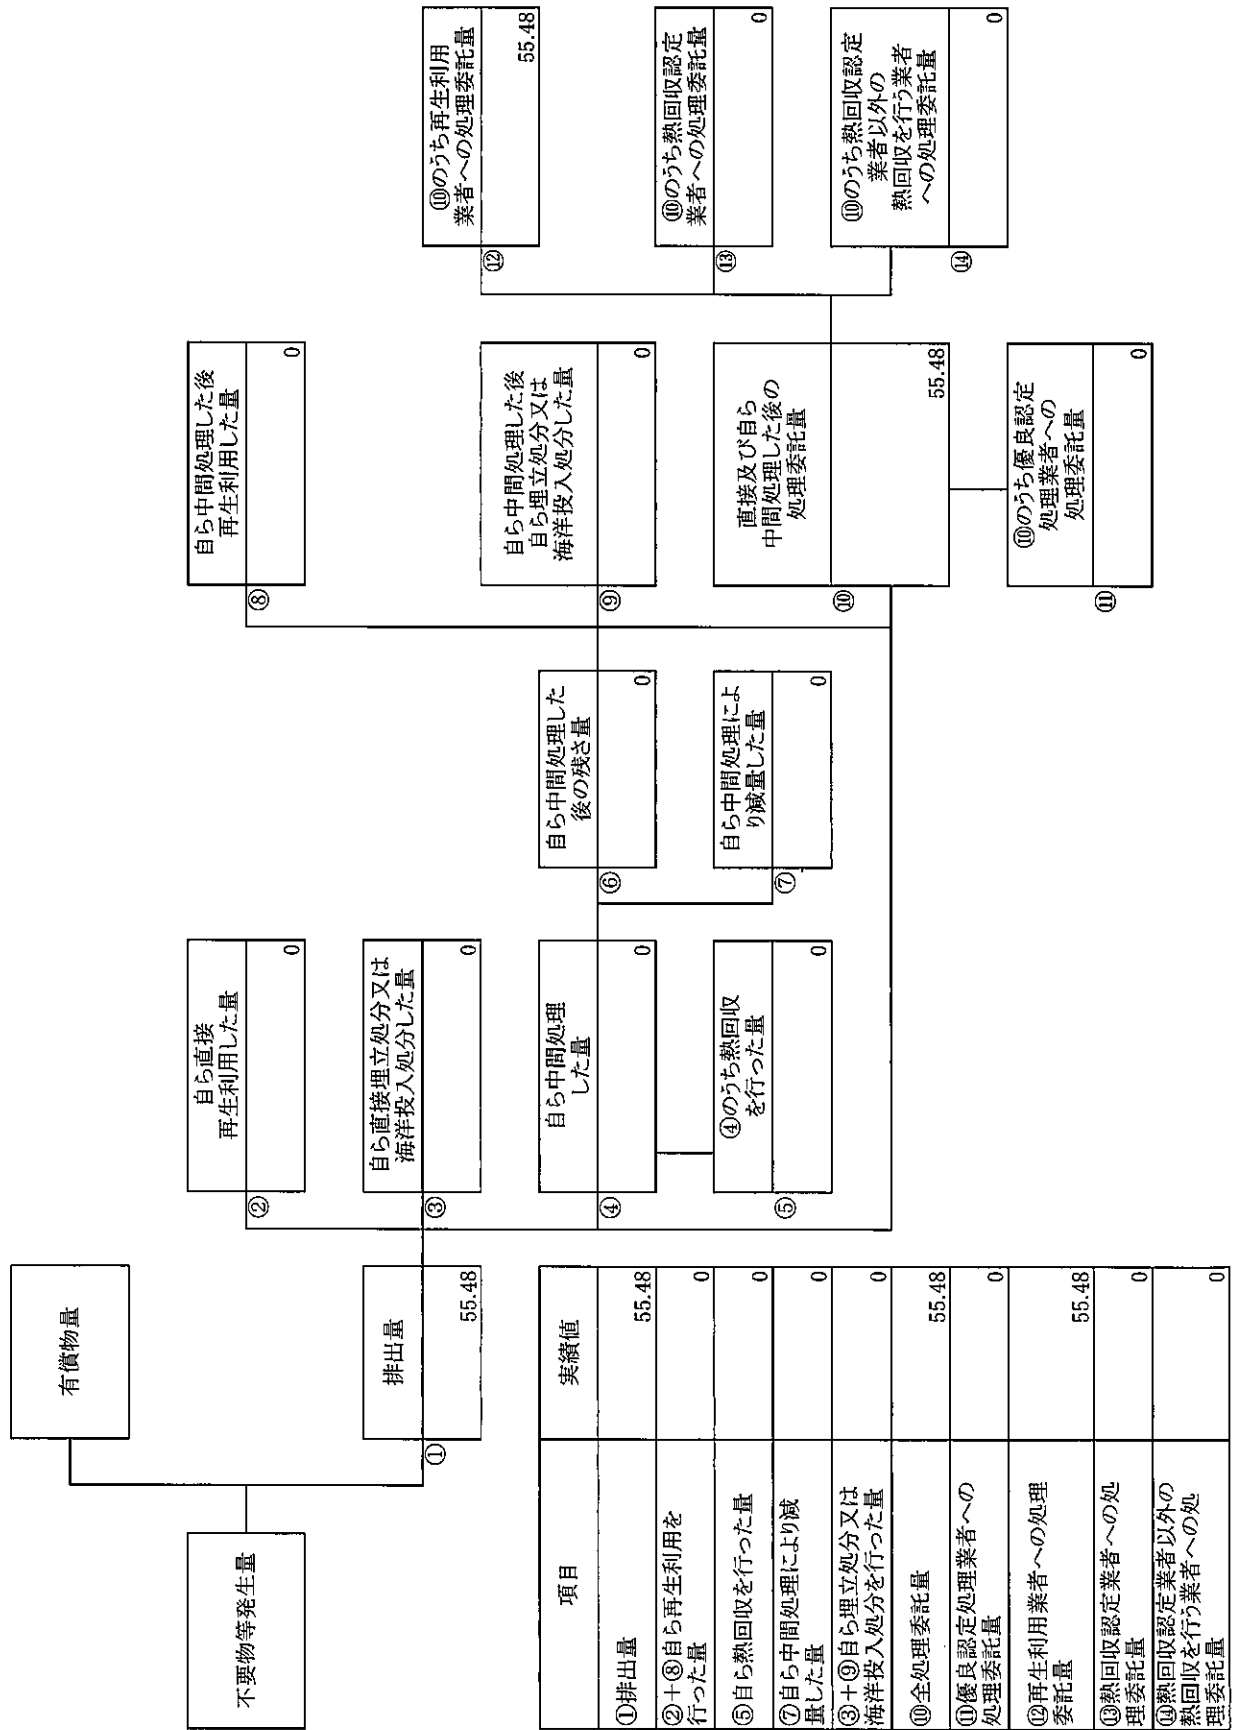 不要物等発生量
有償物量
①
排出量
55.48
②
自ら直接
再生利用した量
0
③
自ら直接埋立処分又は
海洋投入処分した量
0
④
自ら中間処理
した量
0
⑤
④のうち熱回収
を行った量
0
⑥
自ら中間処理した
後の残さ量
0
⑦
自ら中間処理によ
り減量した量
0
⑧
自ら中間処理した後
再生利用した量
0
⑨
自ら中間処理した後
自ら埋立処分又は
海洋投入処分した量
0
⑩
直接及び自ら
中間処理した後の
処理委託量
55.48
⑪
⑩のうち優良認定
処理業者への
処理委託量
0
⑫
⑩のうち再生利用
業者への処理委託量
55.48
⑬
⑩のうち熱回収認定
業者への処理委託量
0
⑭
⑩のうち熱回収認定
業者以外の
熱回収を行う業者
への処理委託量
0
項目
実績値
①排出量
55.48
②+⑧自ら再生利用を
行った量
0
⑤自ら熱回収を行った量
0
⑦自ら中間処理により減
量した量
0
③+⑨自ら埋立処分又は
海洋投入処分を行った量
0
⑩全処理委託量
55.48
⑪優良認定処理業者への
処理委託量
0
⑫再生利用業者への処理
委託量
55.48
⑬熱回収認定業者への処
理委託量
0
⑭熱回収認定業者以外の
熱回収を行う業者への処
理委託量
0